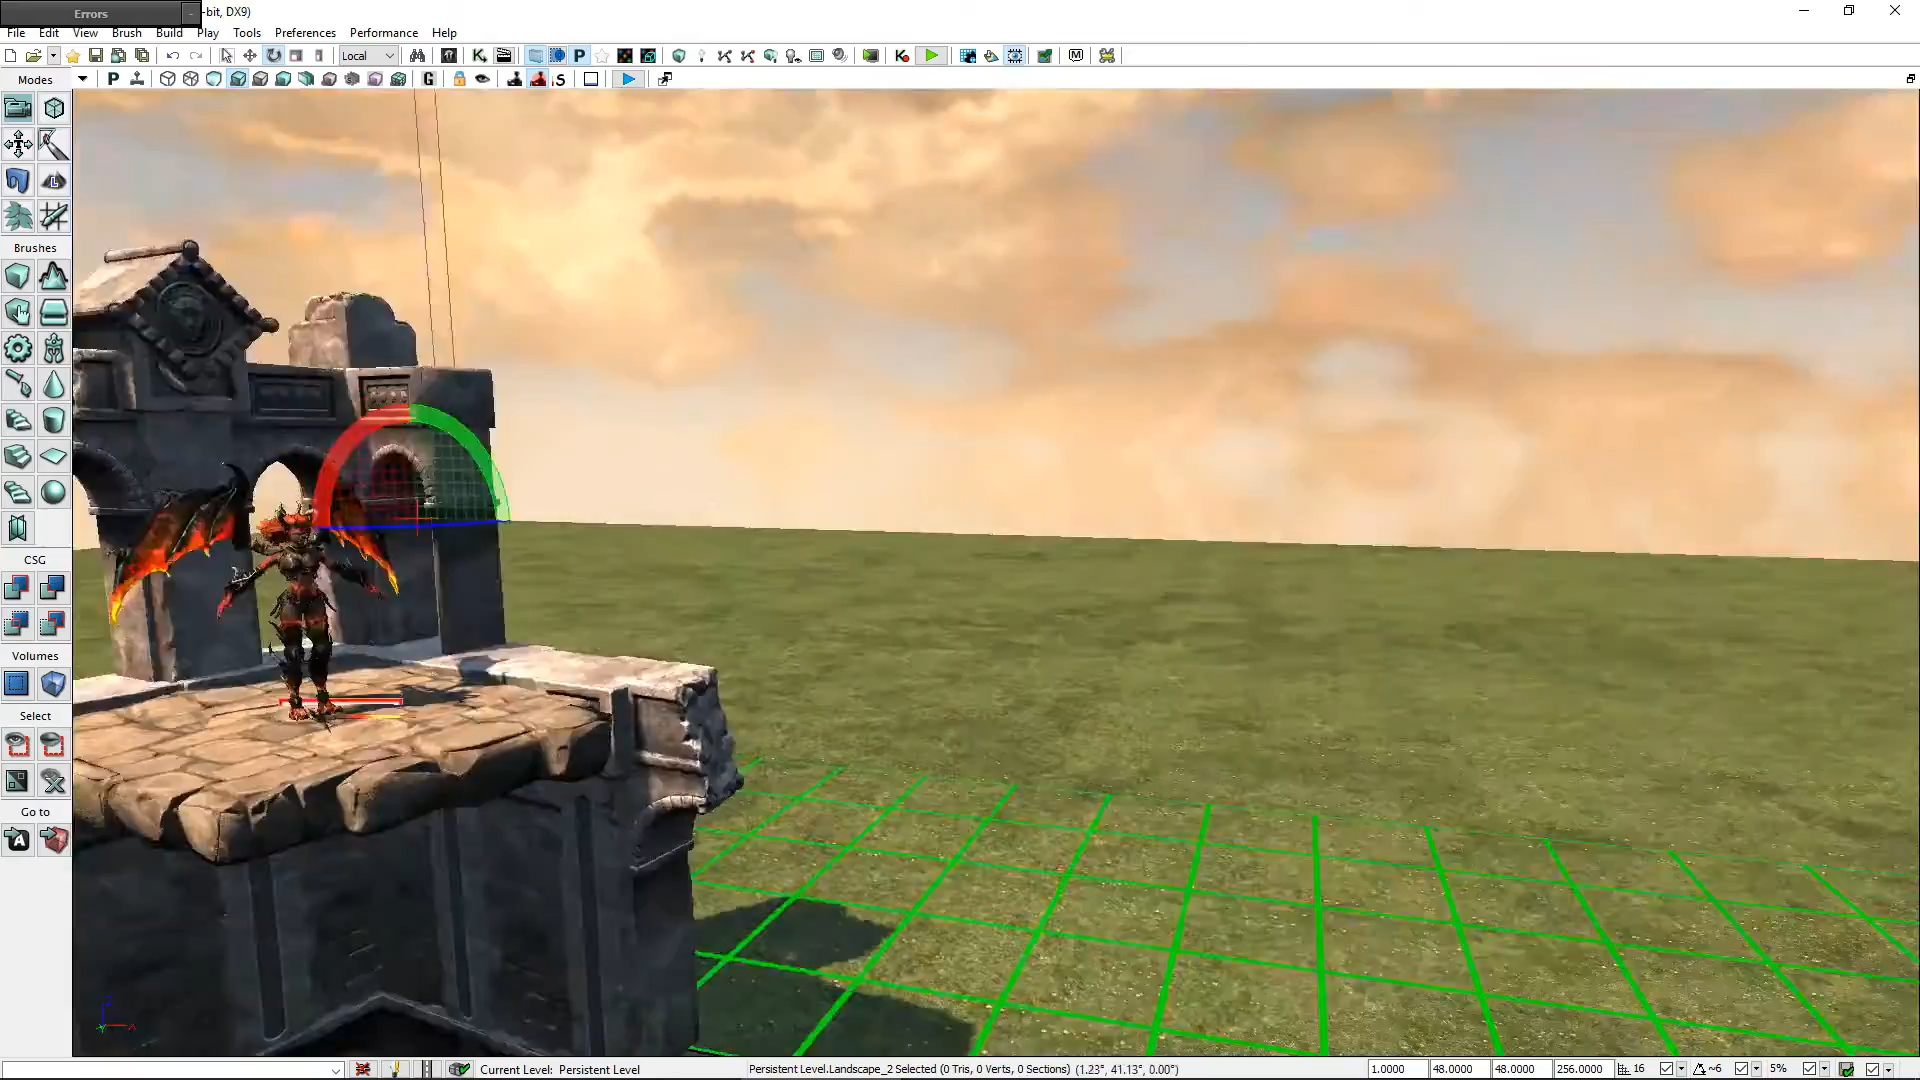 Errors
-bit, DX9)
File Edit View Brush Build Play Tools Preferences Performance Help
Local
Modes
P
G
S
Brushes
CSG
Volumes
Select
Go to
Current Level: Persistent Level
Persistent Level.Landscape_2 Selected (0 Tris, 0 Verts, 0 Sections) (1.23°, 41.13°, 0.00°)
1.0000 48.0000 48.0000 256.0000 16 ~6 5%